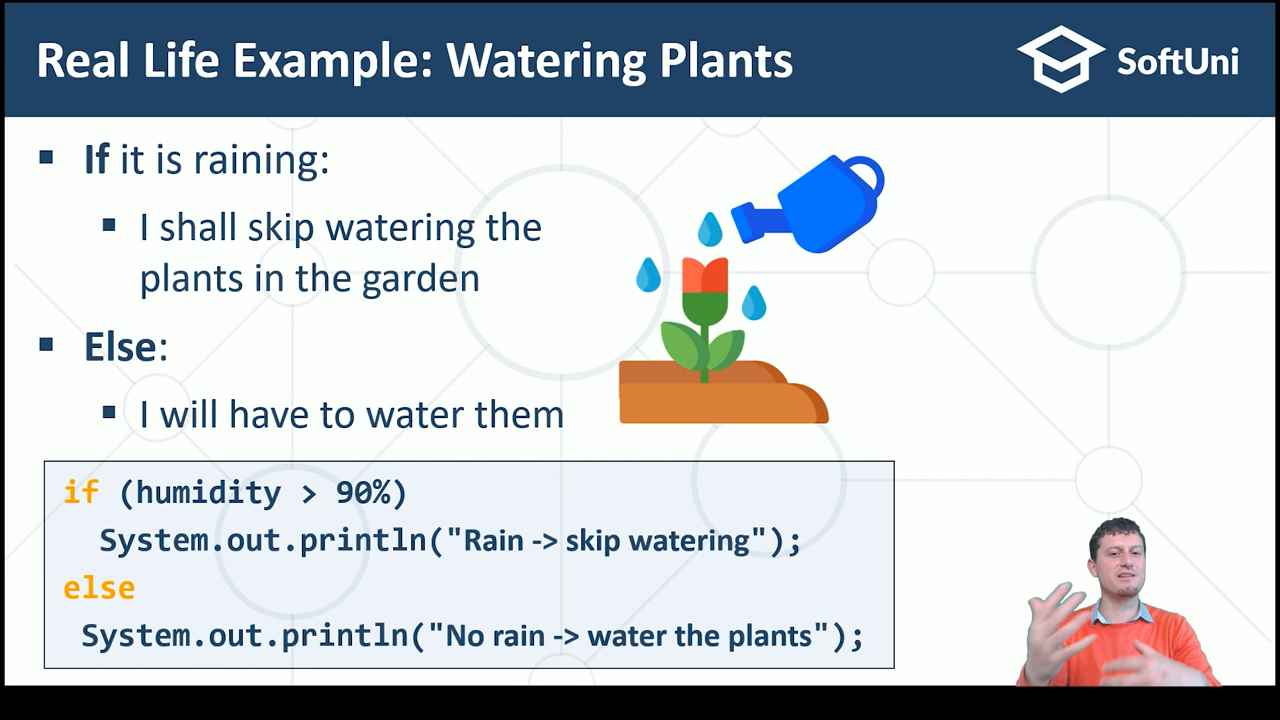 Real Life Example: Watering Plants
SoftUni
▪ If it is raining:
▪ I shall skip watering the
plants in the garden
▪ Else:
▪ I will have to water them
if (humidity > 90%)
System.out.println("Rain -> skip watering");
else
System.out.println("No rain -> water the plants");